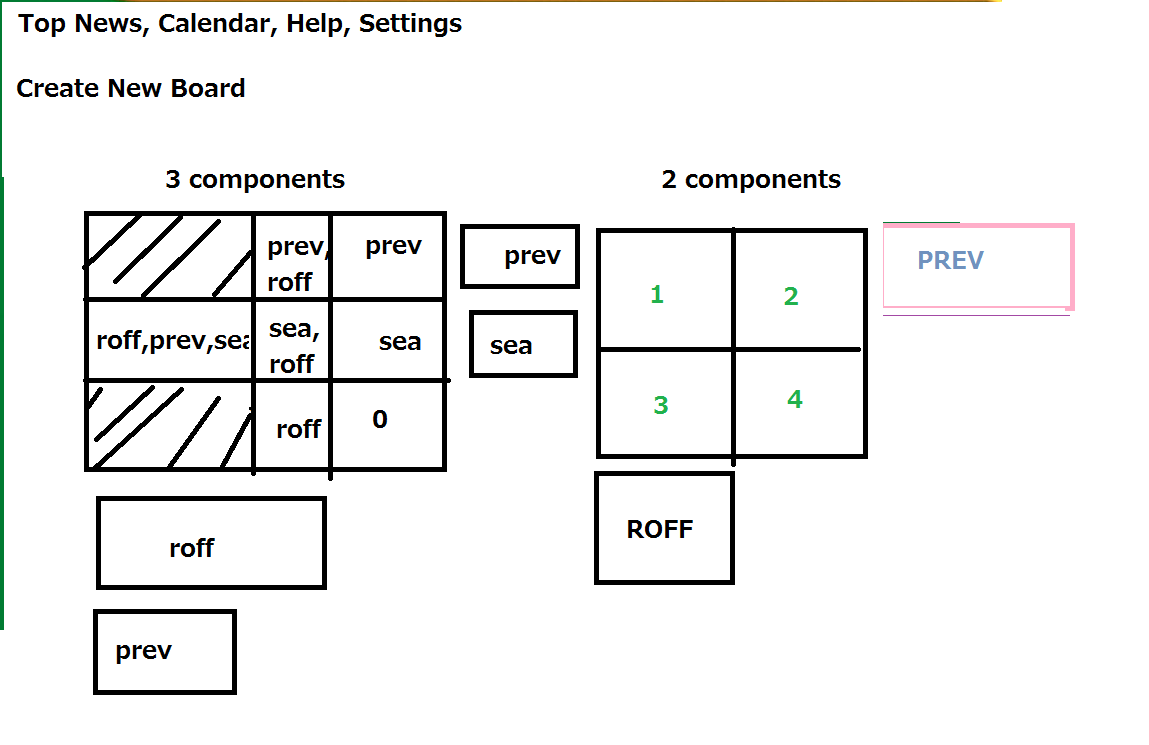 Top News, Calendar, Help, Settings
Create New Board
3 components
2 components
prev,
roff
prev
prev
PREV
roff,prev,sea
sea,
roff
sea
sea
1
2
roff
0
3
4
roff
ROFF
prev